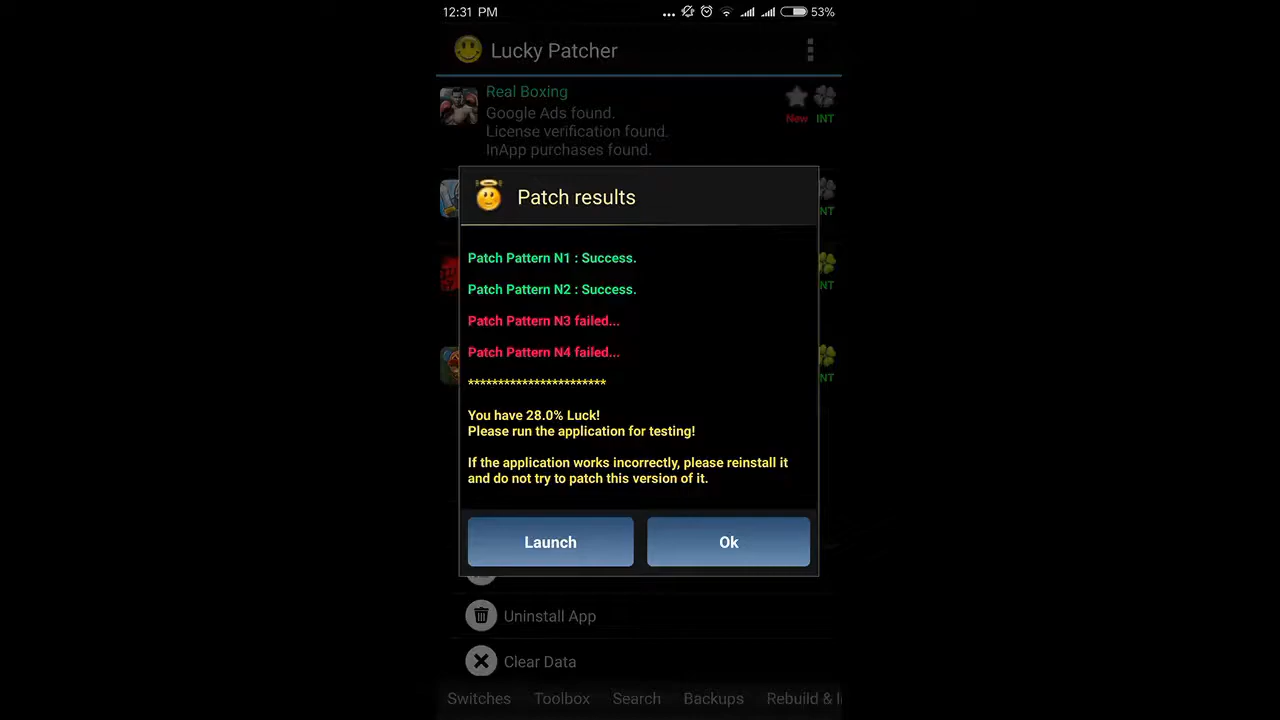 12:31 PM
53%
Lucky Patcher
Real Boxing
Google Ads found.
License verification found.
InApp purchases found.
New INT
NT
NT
NT
Patch results
Patch Pattern N1 : Success.
Patch Pattern N2 : Success.
Patch Pattern N3 failed...
Patch Pattern N4 failed...
***********************
You have 28.0% Luck!
Please run the application for testing!
If the application works incorrectly, please reinstall it
and do not try to patch this version of it.
Launch Ok
Uninstall App
Clear Data
Switches Toolbox Search Backups Rebuild & I